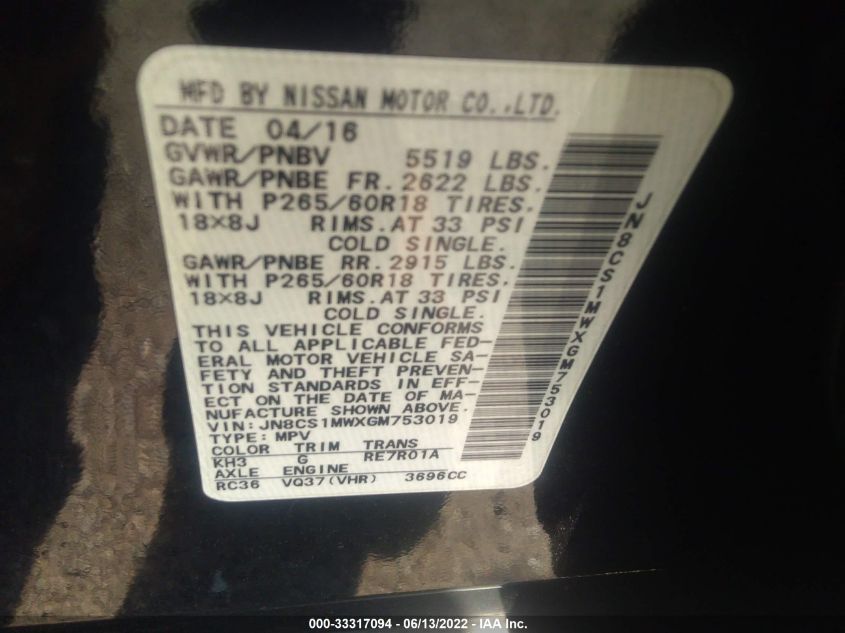 MFD BY NISSAN MOTOR CO.,LTD.
DATE 04/16
GVWR/PNBV 5519 LBS.
GAWR/PNBE FR. 2622 LBS.
WITH P265/60R18 TIRES.
18×8J RIMS.AT 33 PSI
COLD SINGLE.
GAWR/PNBE RR. 2915 LBS.
WITH P265/60R18 TIRES.
18×8J RIMS.AT 33 PSI
COLD SINGLE.
THIS VEHICLE CONFORMS
TO ALL APPLICABLE FED-
ERAL MOTOR VEHICLE SA-
FETY AND THEFT PREVEN-
TION STANDARDS IN EFF-
ECT ON THE DATE OF MA-
NUFACTURE SHOWN ABOVE.
VIN:JN8CS1MWXGM753019
TYPE:MPV
COLOR TRIM TRANS
KH3 G RE7R01A
AXLE ENGINE
RC36 VQ37(VHR) 3696CC
JN8CS1MWXGM753019
000-33317094 - 06/13/2022 - IAA Inc.